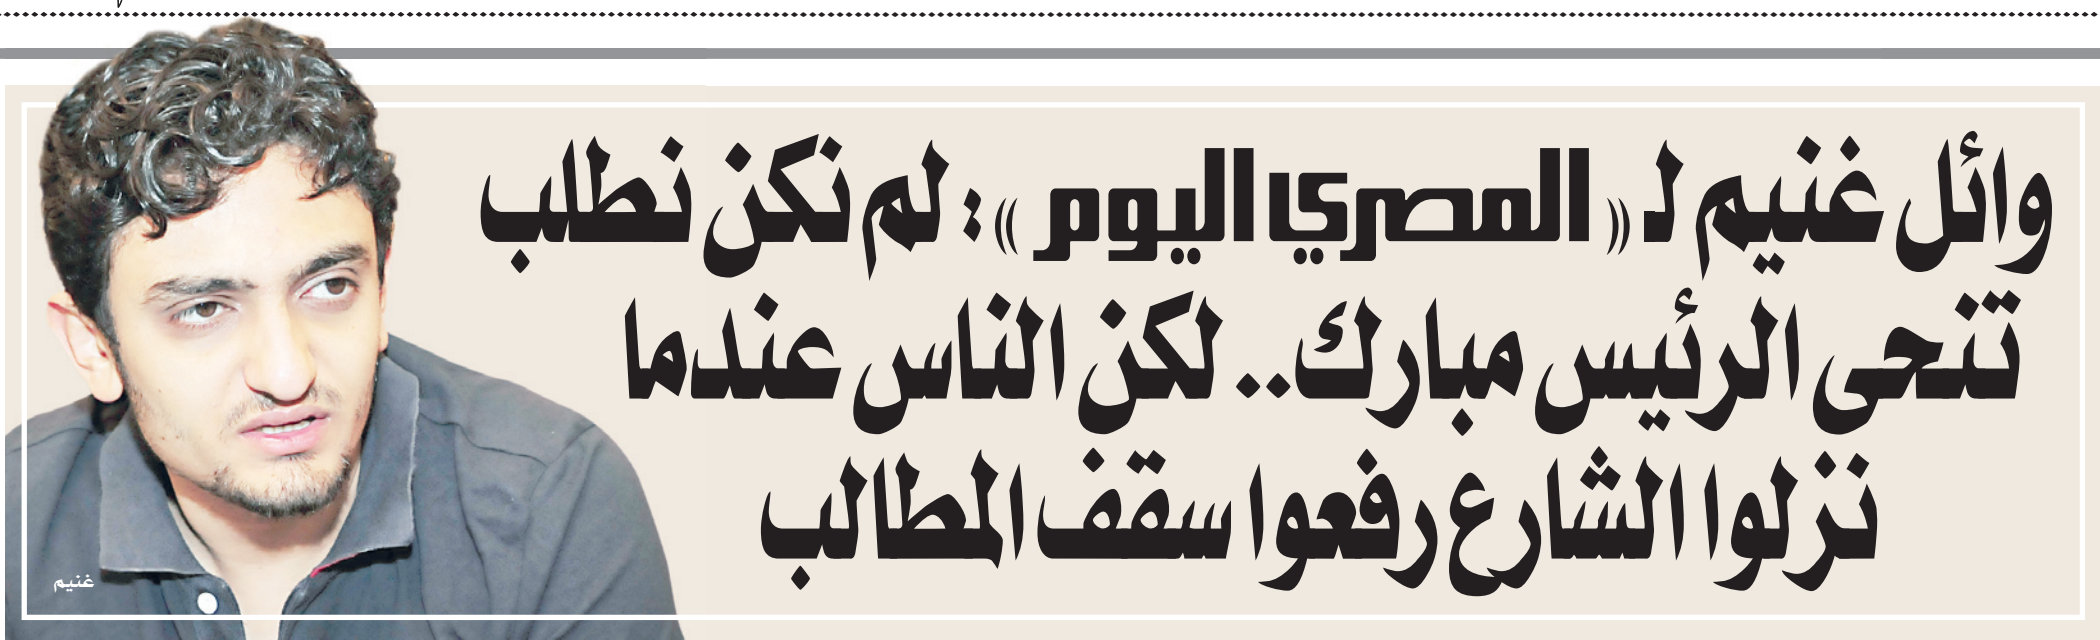 وائل غنيم لـ «المصري اليوم»: لم نكن نطلب
تنحى الرئيس مبارك.. لكن الناس عندما
نزلوا الشارع رفعوا سقف المطالب
غنيم